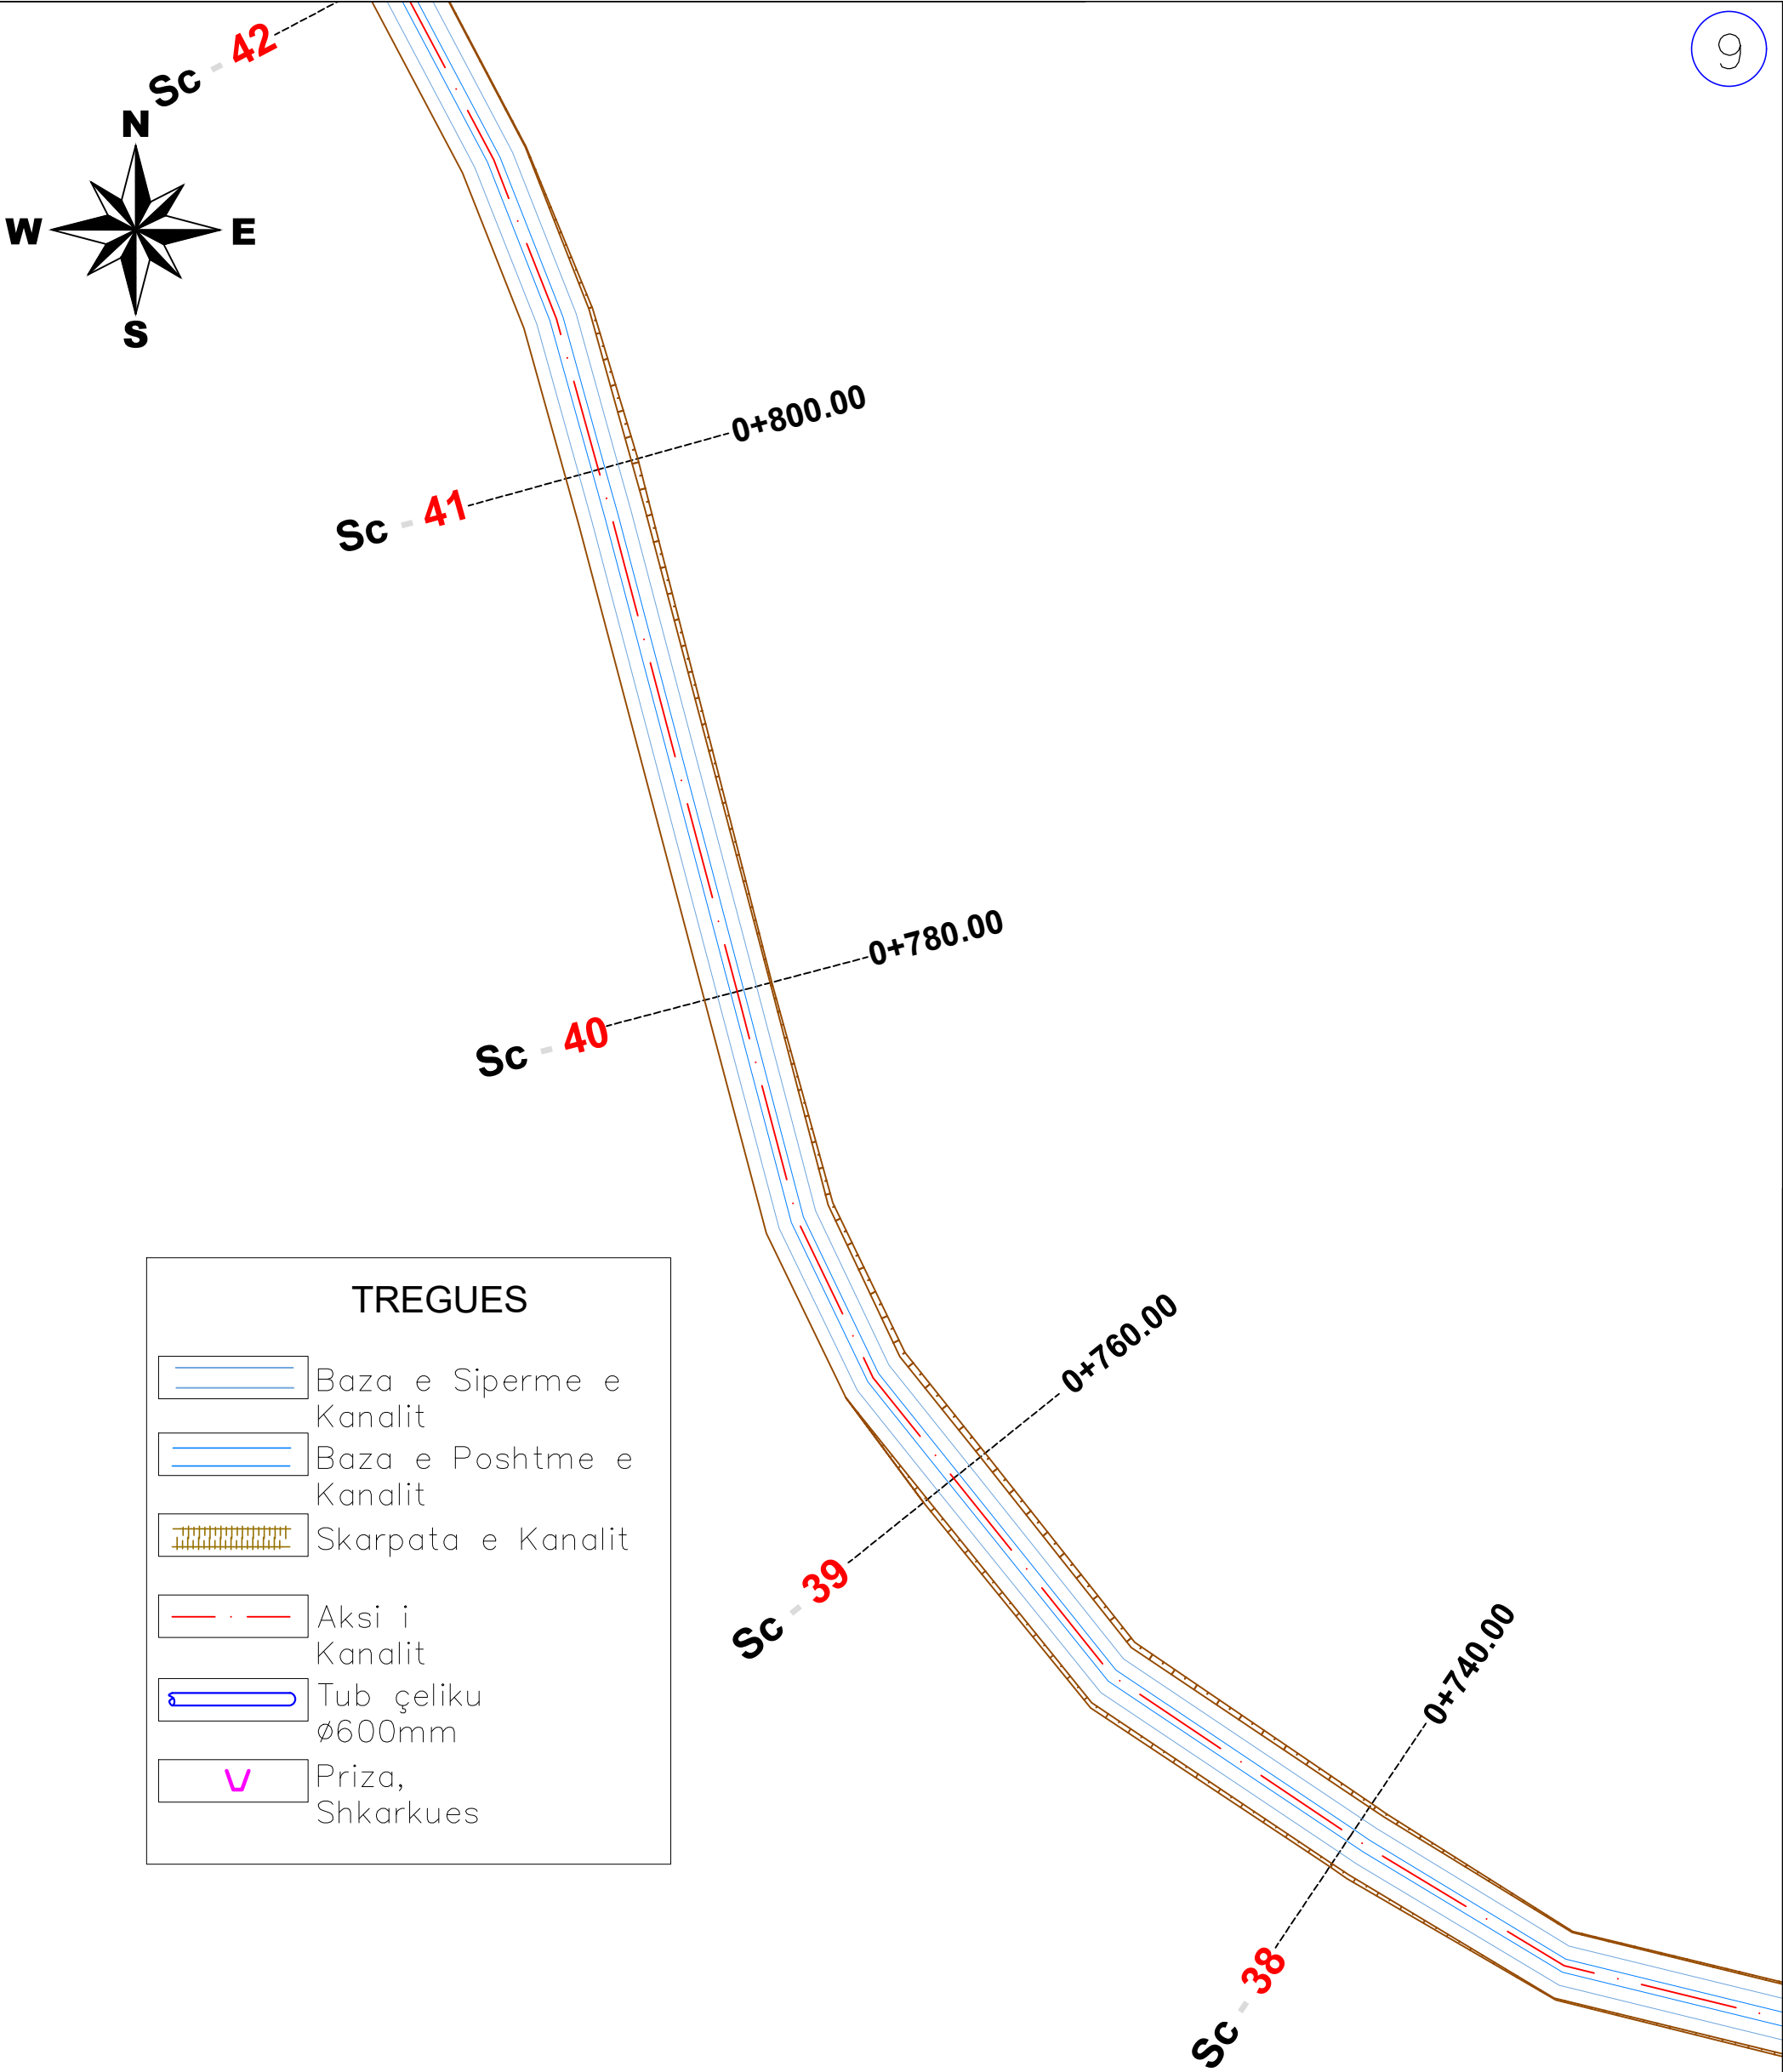 Sc - 42
9
N
W
E
S
0+800.00
Sc - 41
0+780.00
Sc - 40
0+760.00
Sc - 39
0+740.00
Sc - 38
TREGUES
Baza e Siperme e
Kanalit
Baza e Poshtme e
Kanalit
Skarpata e Kanalit
Aksi i
Kanalit
Tub çeliku
Ø600mm
Priza,
Shkarkues